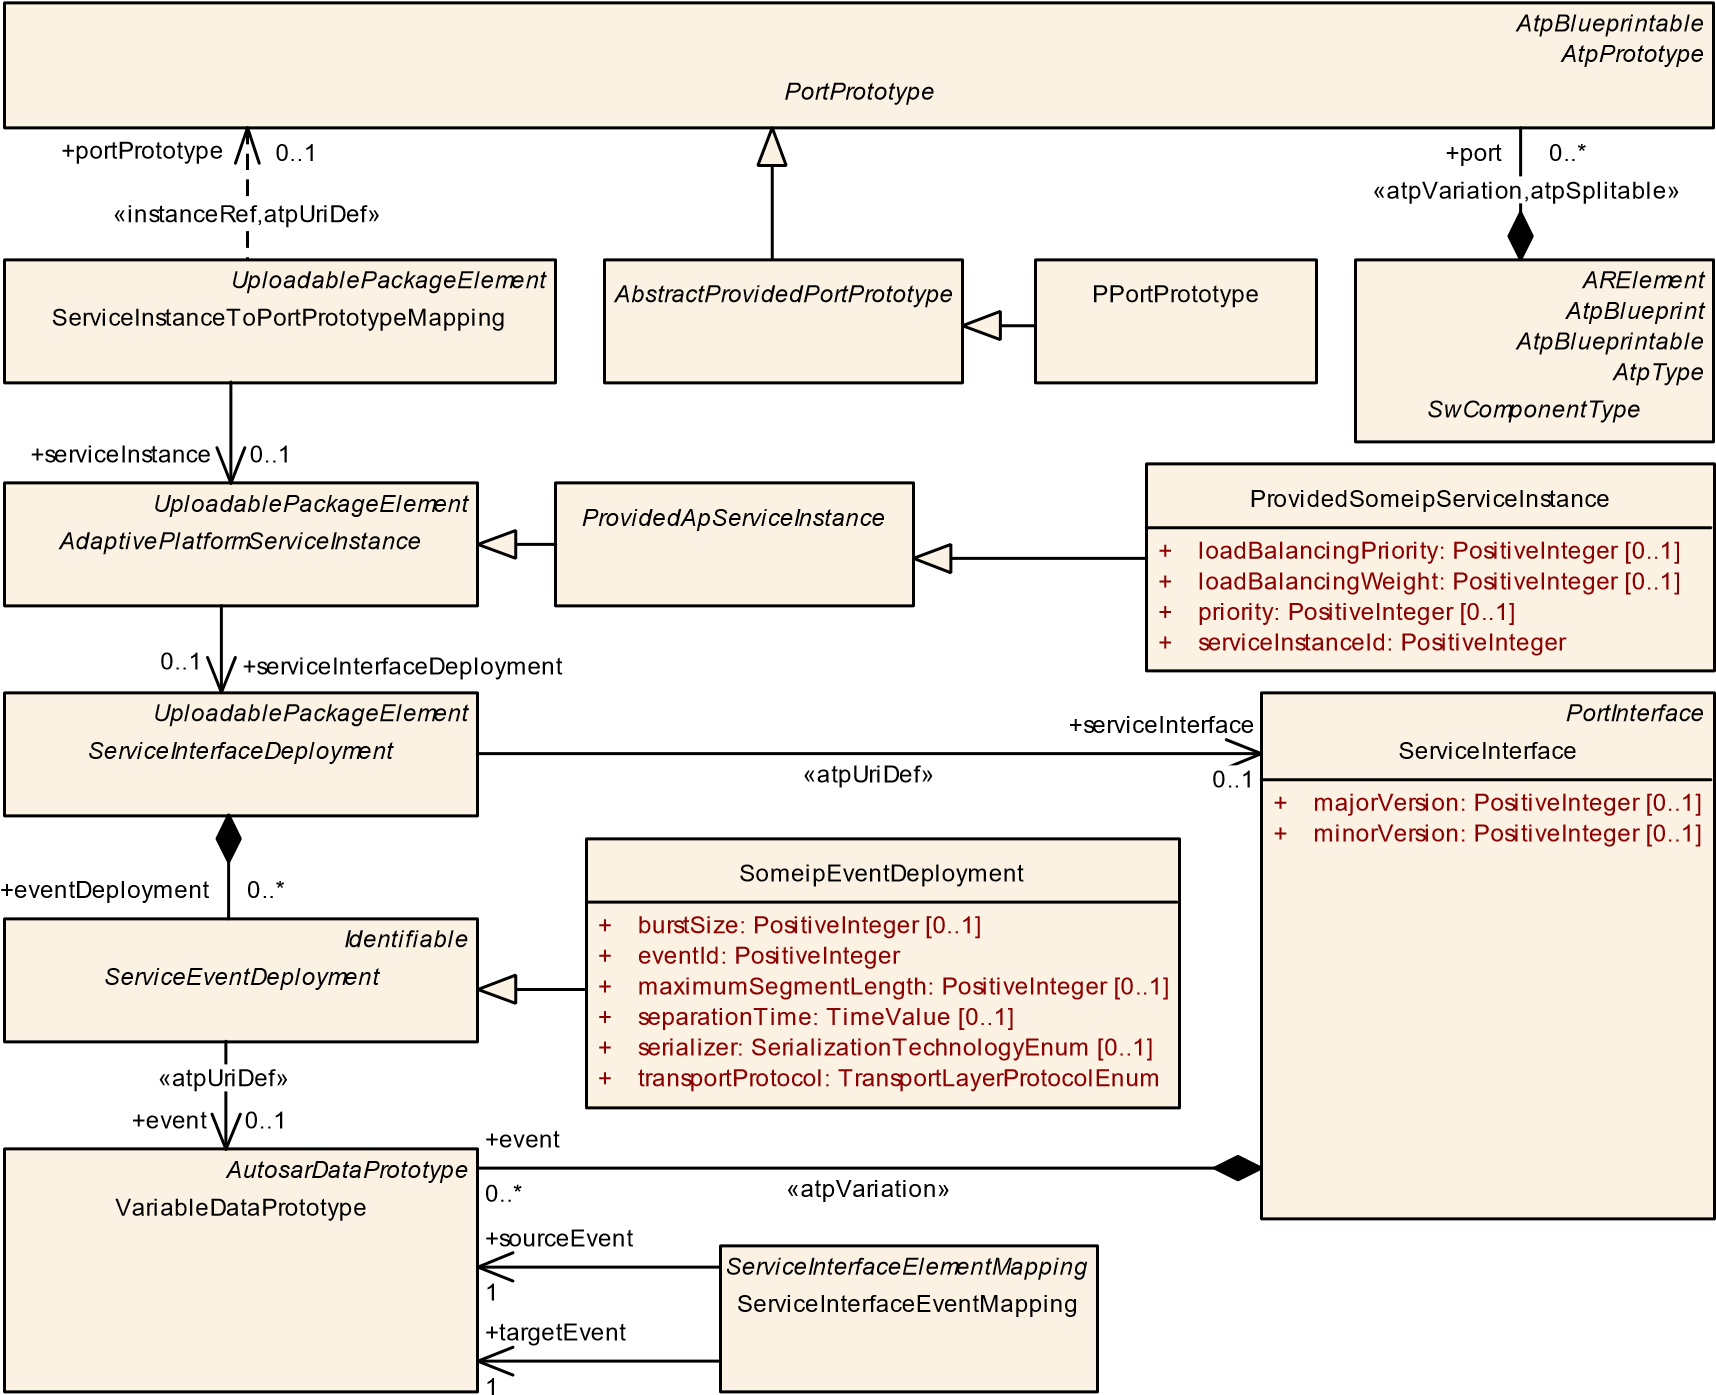 AtpBlueprintable
AtpPrototype
PortPrototype
+portPrototype
0..1
+port
0..*
«instanceRef,atpUriDef»
«atpVariation,atpSplitable»
UploadablePackageElement
ServiceInstanceToPortPrototypeMapping
AbstractProvidedPortPrototype
PPortPrototype
ARElement
AtpBlueprint
AtpBlueprintable
AtpType
SwComponentType
+serviceInstance
0..1
UploadablePackageElement
AdaptivePlatformServiceInstance
ProvidedApServiceInstance
ProvidedSomeipServiceInstance
+ loadBalancingPriority: PositiveInteger [0..1]
+ loadBalancingWeight: PositiveInteger [0..1]
+ priority: PositiveInteger [0..1]
+ serviceInstanceId: PositiveInteger
0..1
+serviceInterfaceDeployment
UploadablePackageElement
ServiceInterfaceDeployment
+serviceInterface
«atpUriDef»
0..1
PortInterface
ServiceInterface
+ majorVersion: PositiveInteger [0..1]
+ minorVersion: PositiveInteger [0..1]
+eventDeployment
0..*
Identifiable
ServiceEventDeployment
SomeipEventDeployment
+ burstSize: PositiveInteger [0..1]
+ eventId: PositiveInteger
+ maximumSegmentLength: PositiveInteger [0..1]
+ separationTime: TimeValue [0..1]
+ serializer: SerializationTechnologyEnum [0..1]
+ transportProtocol: TransportLayerProtocolEnum
«atpUriDef»
+event
0..1
AutosarDataPrototype
VariableDataPrototype
+event
0..*
«atpVariation»
+sourceEvent
1
+targetEvent
1
ServiceInterfaceElementMapping
ServiceInterfaceEventMapping